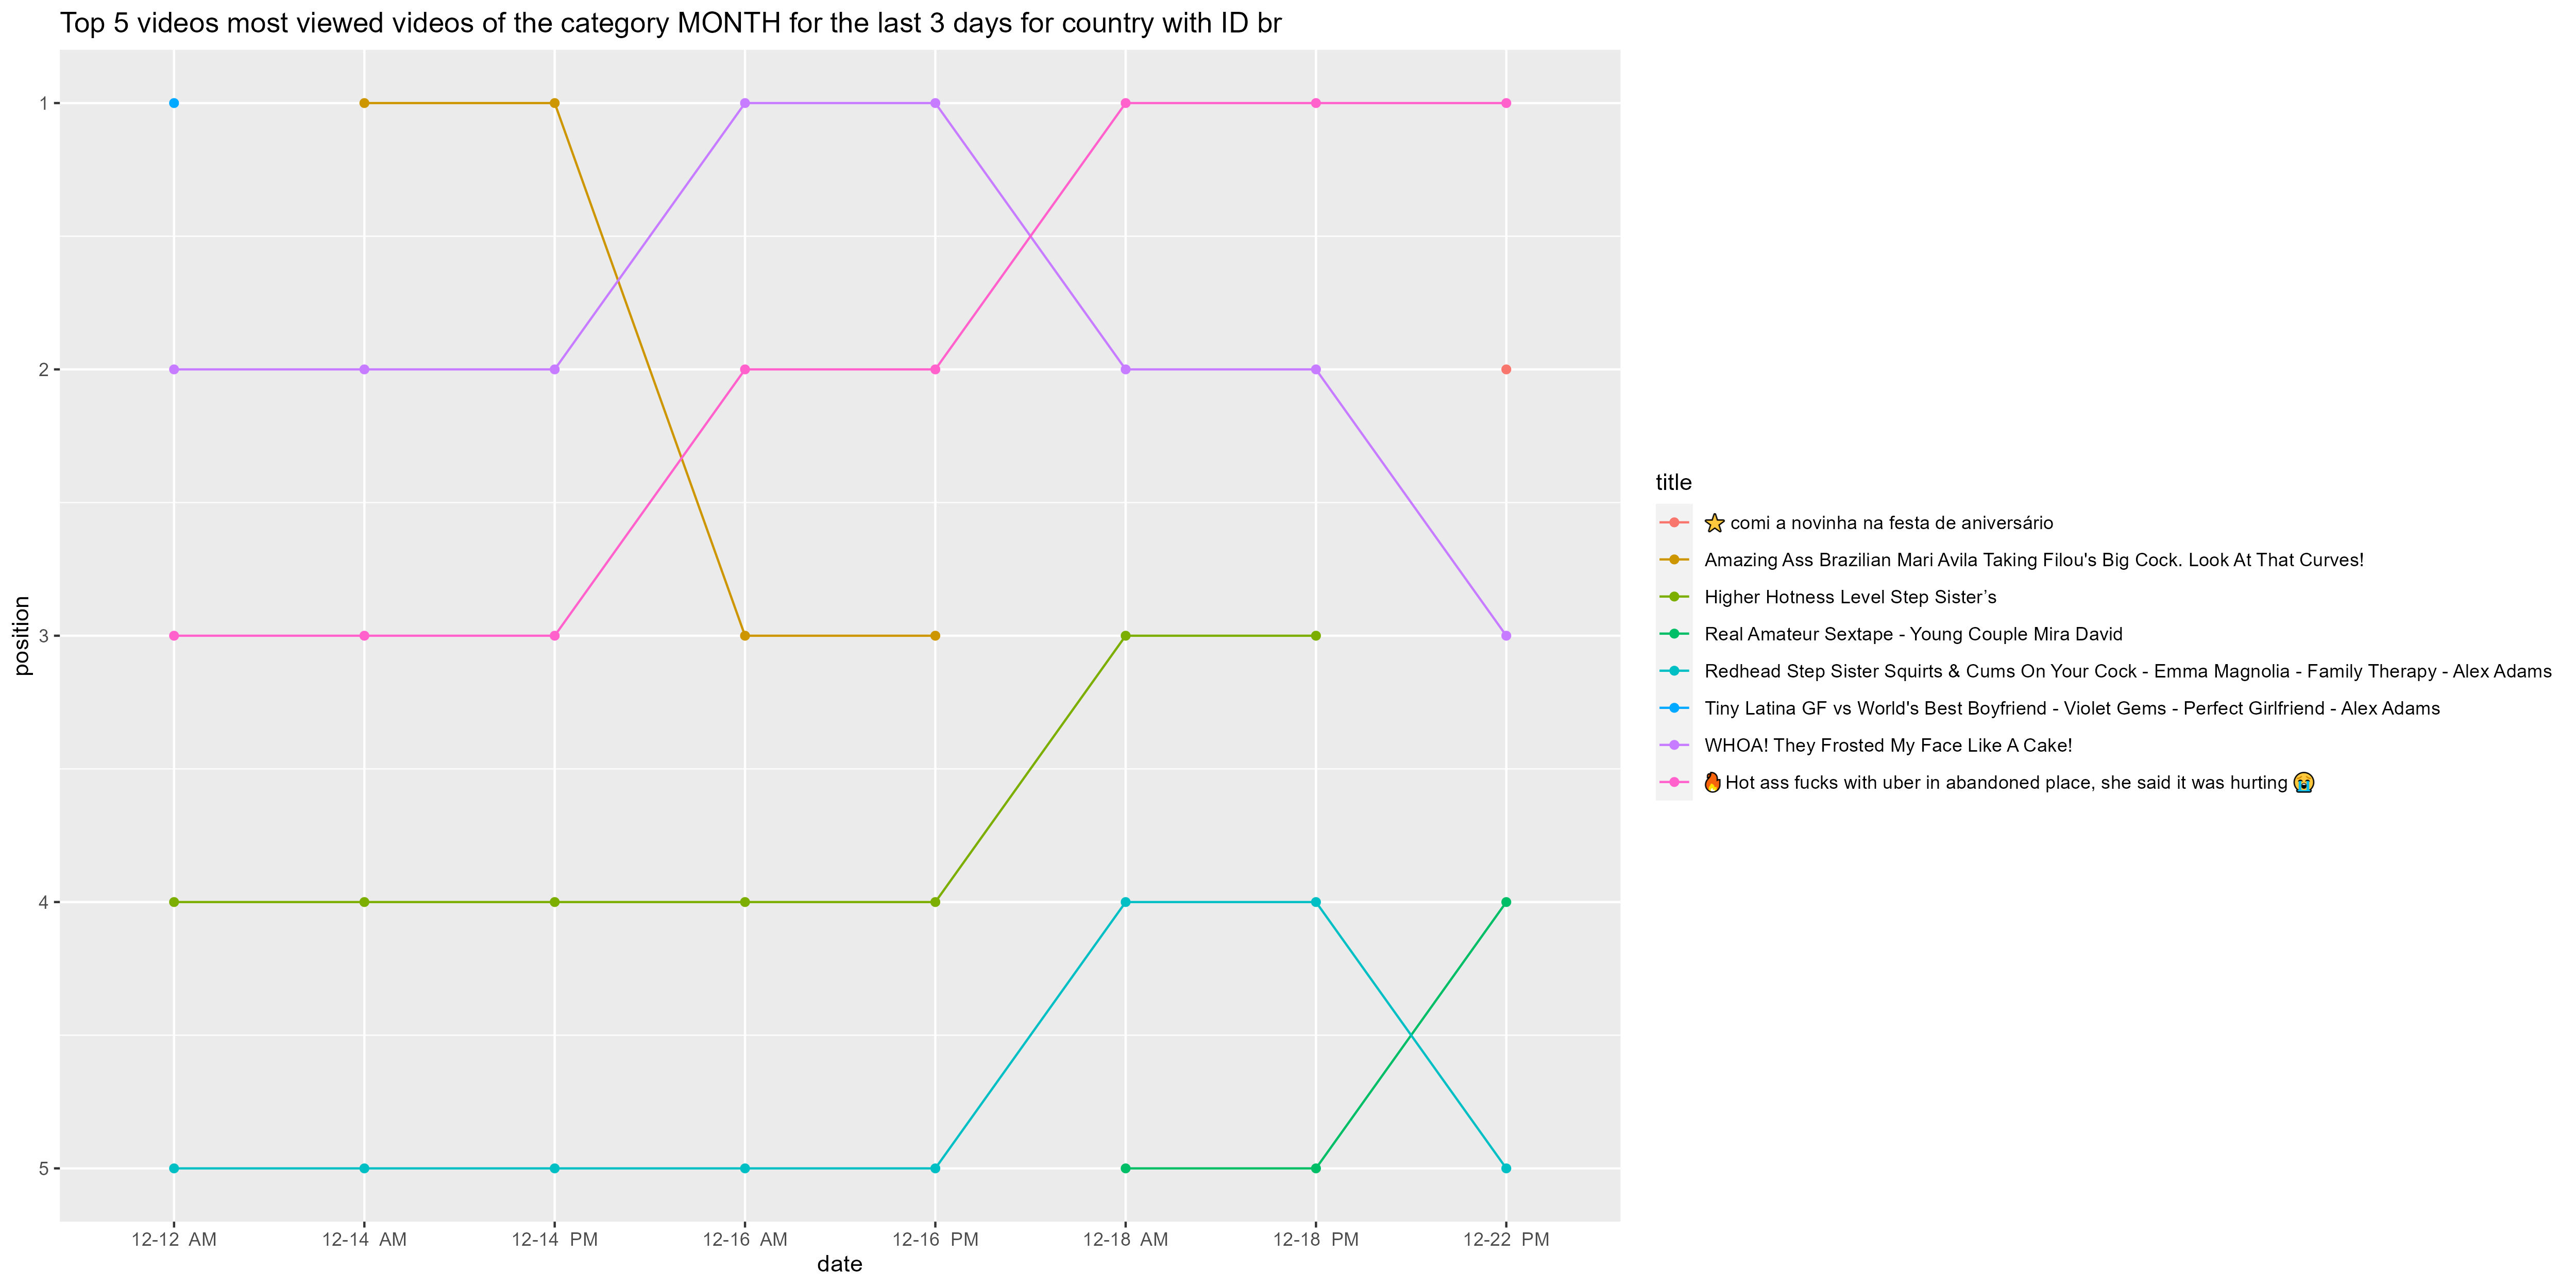 Top 5 videos most viewed videos of the category MONTH for the last 3 days for country with ID br
1
2
3
4
5
position
12-12 AM
12-14 AM
12-14 PM
12-16 AM
12-16 PM
12-18 AM
12-18 PM
12-22 PM
date
title
⭐ comi a novinha na festa de aniversário
Amazing Ass Brazilian Mari Avila Taking Filou's Big Cock. Look At That Curves!
Higher Hotness Level Step Sister’s
Real Amateur Sextape - Young Couple Mira David
Redhead Step Sister Squirts & Cums On Your Cock - Emma Magnolia - Family Therapy - Alex Adams
Tiny Latina GF vs World's Best Boyfriend - Violet Gems - Perfect Girlfriend - Alex Adams
WHOA! They Frosted My Face Like A Cake!
🔥Hot ass fucks with uber in abandoned place, she said it was hurting 😭